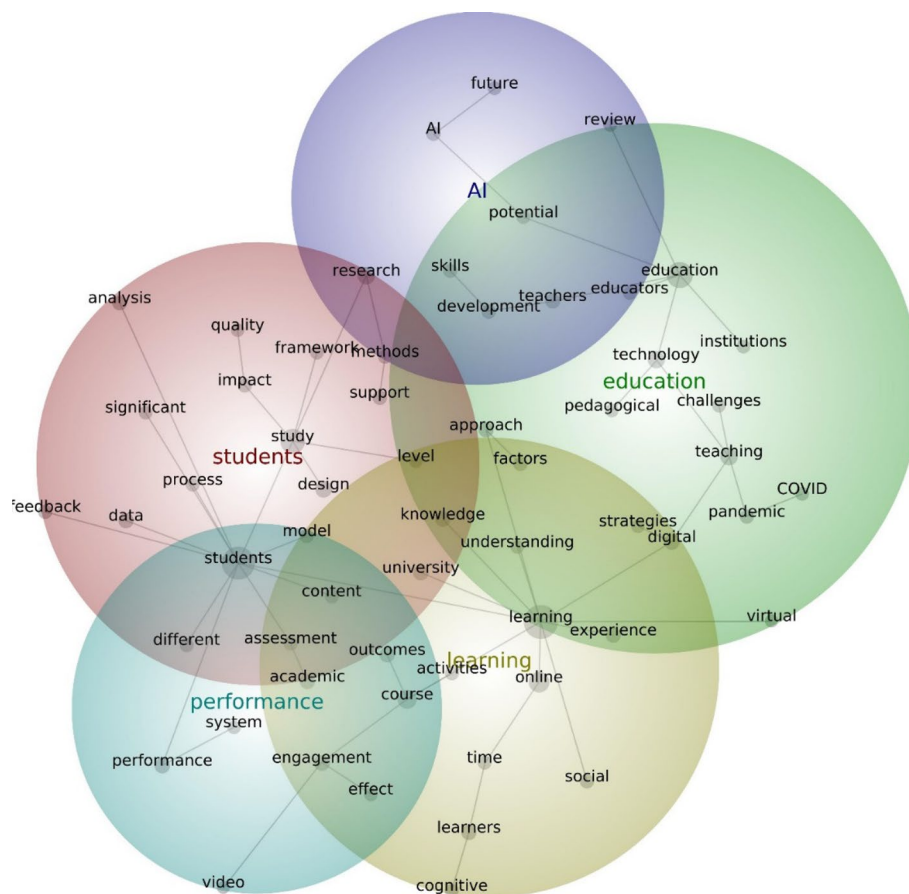 future
AI
review
AI
potential
skills
research
education
educators
teachers
development
analysis
quality
framework
methods
institutions
technology
impact
support
education
pedagogical
challenges
significant
approach
study
students
level
factors
teaching
process
design
COVID
feedback
data
knowledge
strategies
pandemic
model
understanding
digital
students
university
content
learning
virtual
different
assessment
outcomes
experience
activities
learning
academic
online
course
performance
system
performance
engagement
time
social
effect
learners
video
cognitive